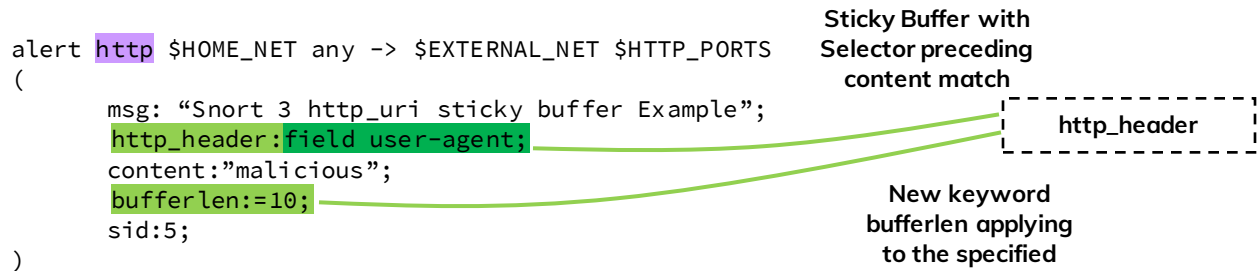 alert http $HOME_NET any -> $EXTERNAL_NET $HTTP_PORTS
(
msg: “Snort 3 http_uri sticky buffer Example”;
http_header:field user-agent;
content:”malicious”;
bufferlen:=10;
sid:5;
)
Sticky Buffer with
Selector preceding
content match
http_header
New keyword
bufferlen applying
to the specified